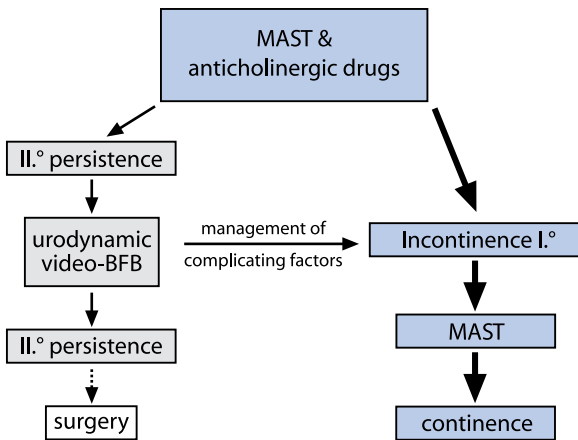 MAST &
anticholinergic drugs
II.° persistence
urodynamic
video-BFB
management of
complicating factors
Incontinence I.°
II.° persistence
MAST
surgery
continence